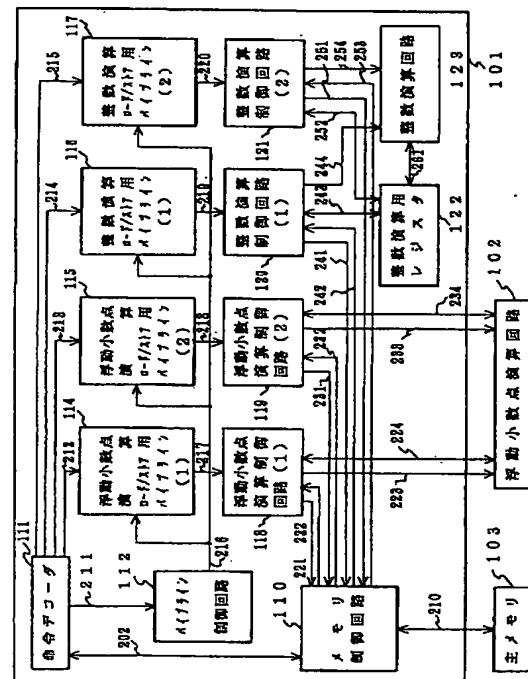 命令デコーダ
111
202
211
212
213
214
215
112
パイプライン
制御回路
216
114
浮動小数点
演算
ロード/ストア用
パイプライン
(1)
115
浮動小数点
演算
ロード/ストア用
パイプライン
(2)
116
整数演算
ロード/ストア用
パイプライン
(1)
117
整数演算
ロード/ストア用
パイプライン
(2)
217
218
219
220
118
浮動小数点
演算制御
回路(1)
119
浮動小数点
演算制御
回路(2)
120
整数演算
制御回路
(1)
121
整数演算
制御回路
(2)
110
メモリ
制御回路
221
222
231
232
242
241
243
244
252
251
254
253
122
整数演算用
レジスタ
261
整数演算回路
123
101
210
223
224
233
234
103
主メモリ
浮動小数点演算回路
102